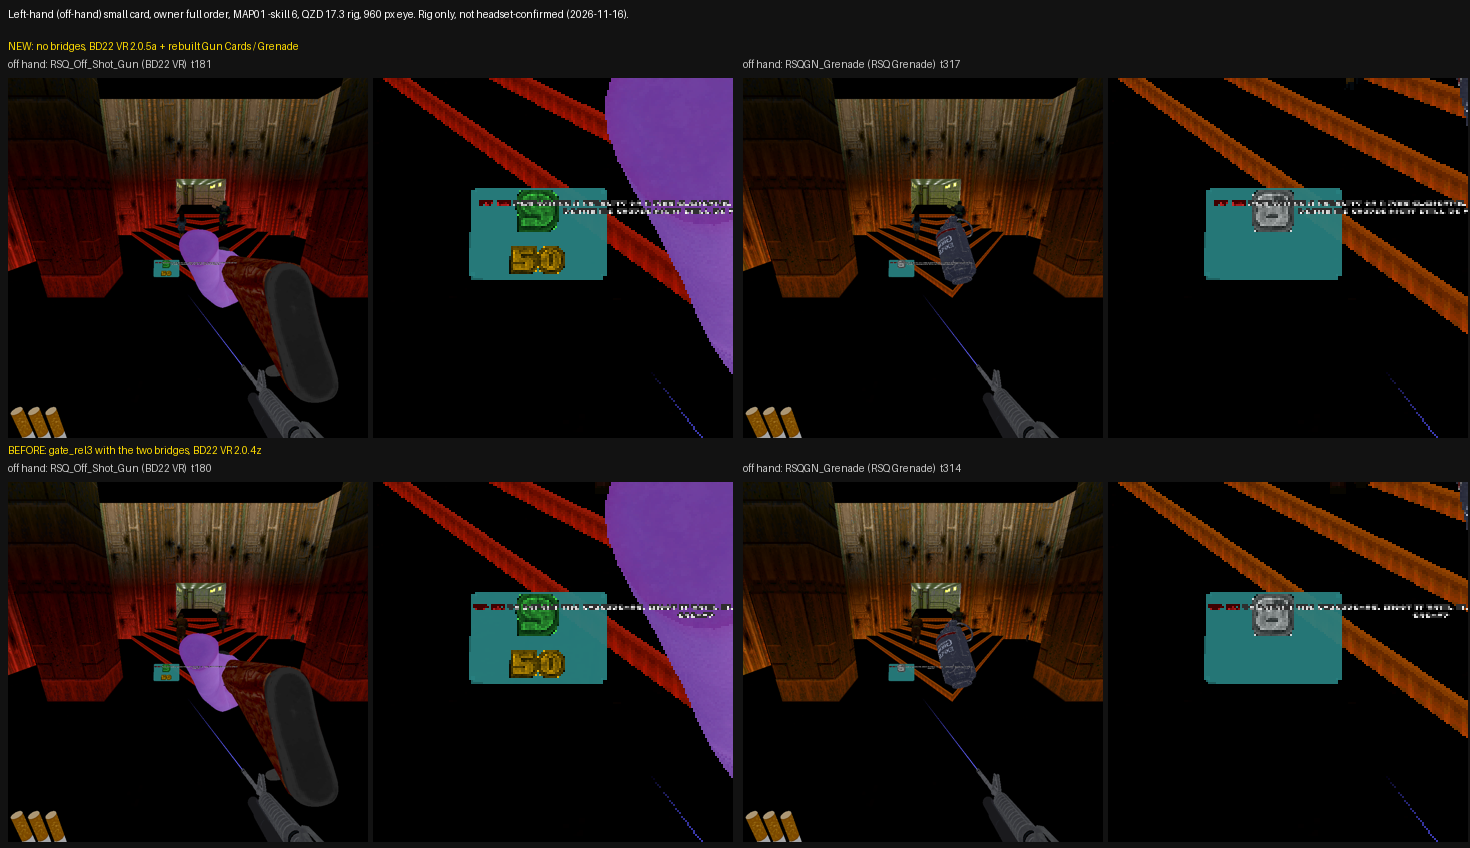 Left-hand (off-hand) small card, owner full order, MAP01 -skill 6, QZD 17.3 rig, 960 px eye. Rig only, not headset-confirmed (2026-11-16).
NEW: no bridges, BD22 VR 2.0.5a + rebuilt Gun Cards / Grenade
off hand: RSQ_Off_Shot_Gun (BD22 VR) t181
off hand: RSQGN_Grenade (RSQ Grenade) t317
50
BEFORE: gate_rel3 with the two bridges, BD22 VR 2.0.4z
off hand: RSQ_Off_Shot_Gun (BD22 VR) t180
off hand: RSQGN_Grenade (RSQ Grenade) t314
50